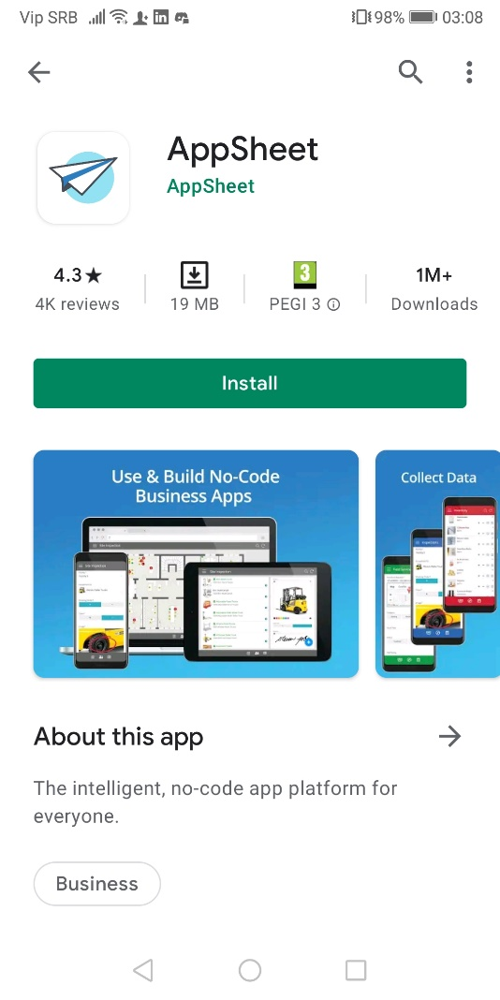 Vip SRB 98% 03:08
AppSheet
AppSheet
4.3★ 3 1M+
4K reviews 19 MB PEGI 3 Downloads
Install
Use & Build No-Code
Business Apps
Collect Data
About this app
The intelligent, no-code app platform for
everyone.
Business